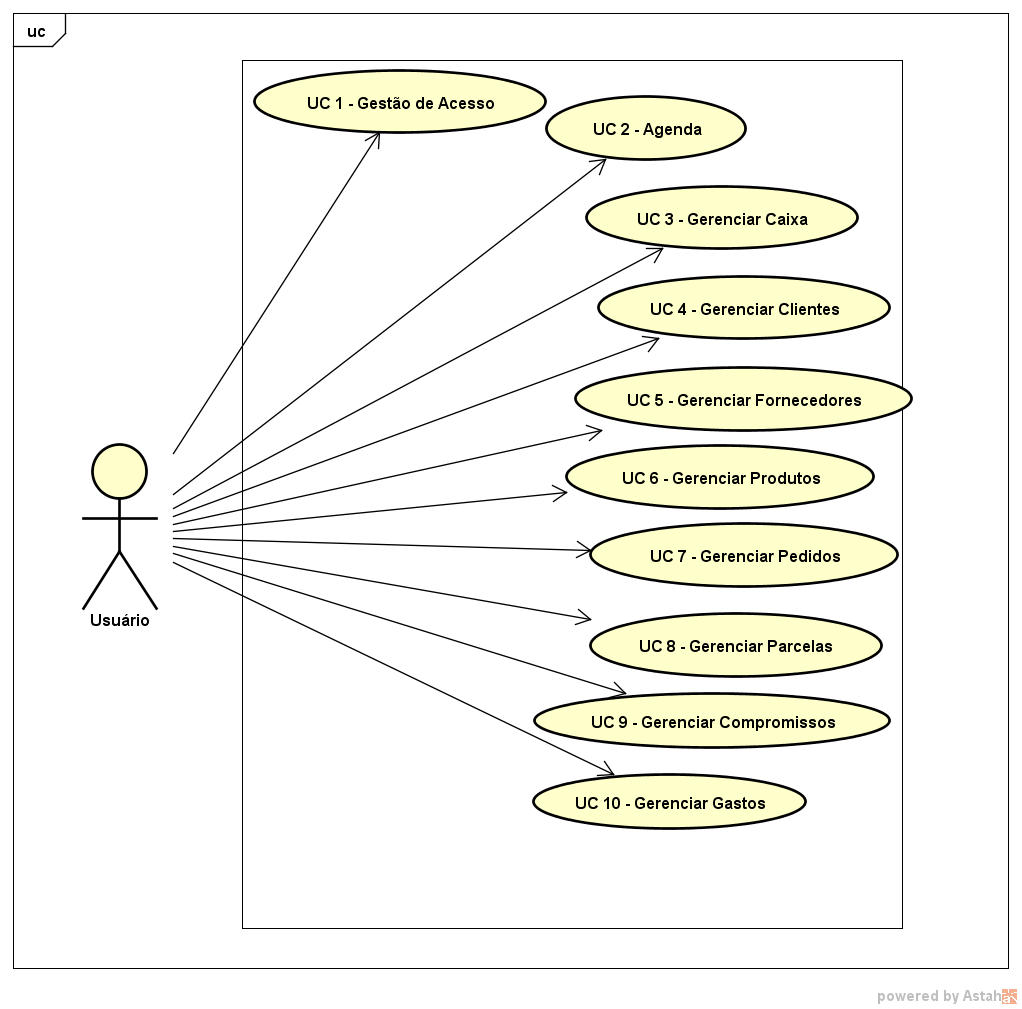 uc
UC 1 - Gestão de Acesso
UC 2 - Agenda
UC 3 - Gerenciar Caixa
UC 4 - Gerenciar Clientes
UC 5 - Gerenciar Fornecedores
UC 6 - Gerenciar Produtos
UC 7 - Gerenciar Pedidos
Usuário
UC 8 - Gerenciar Parcelas
UC 9 - Gerenciar Compromissos
UC 10 - Gerenciar Gastos
powered by Astah